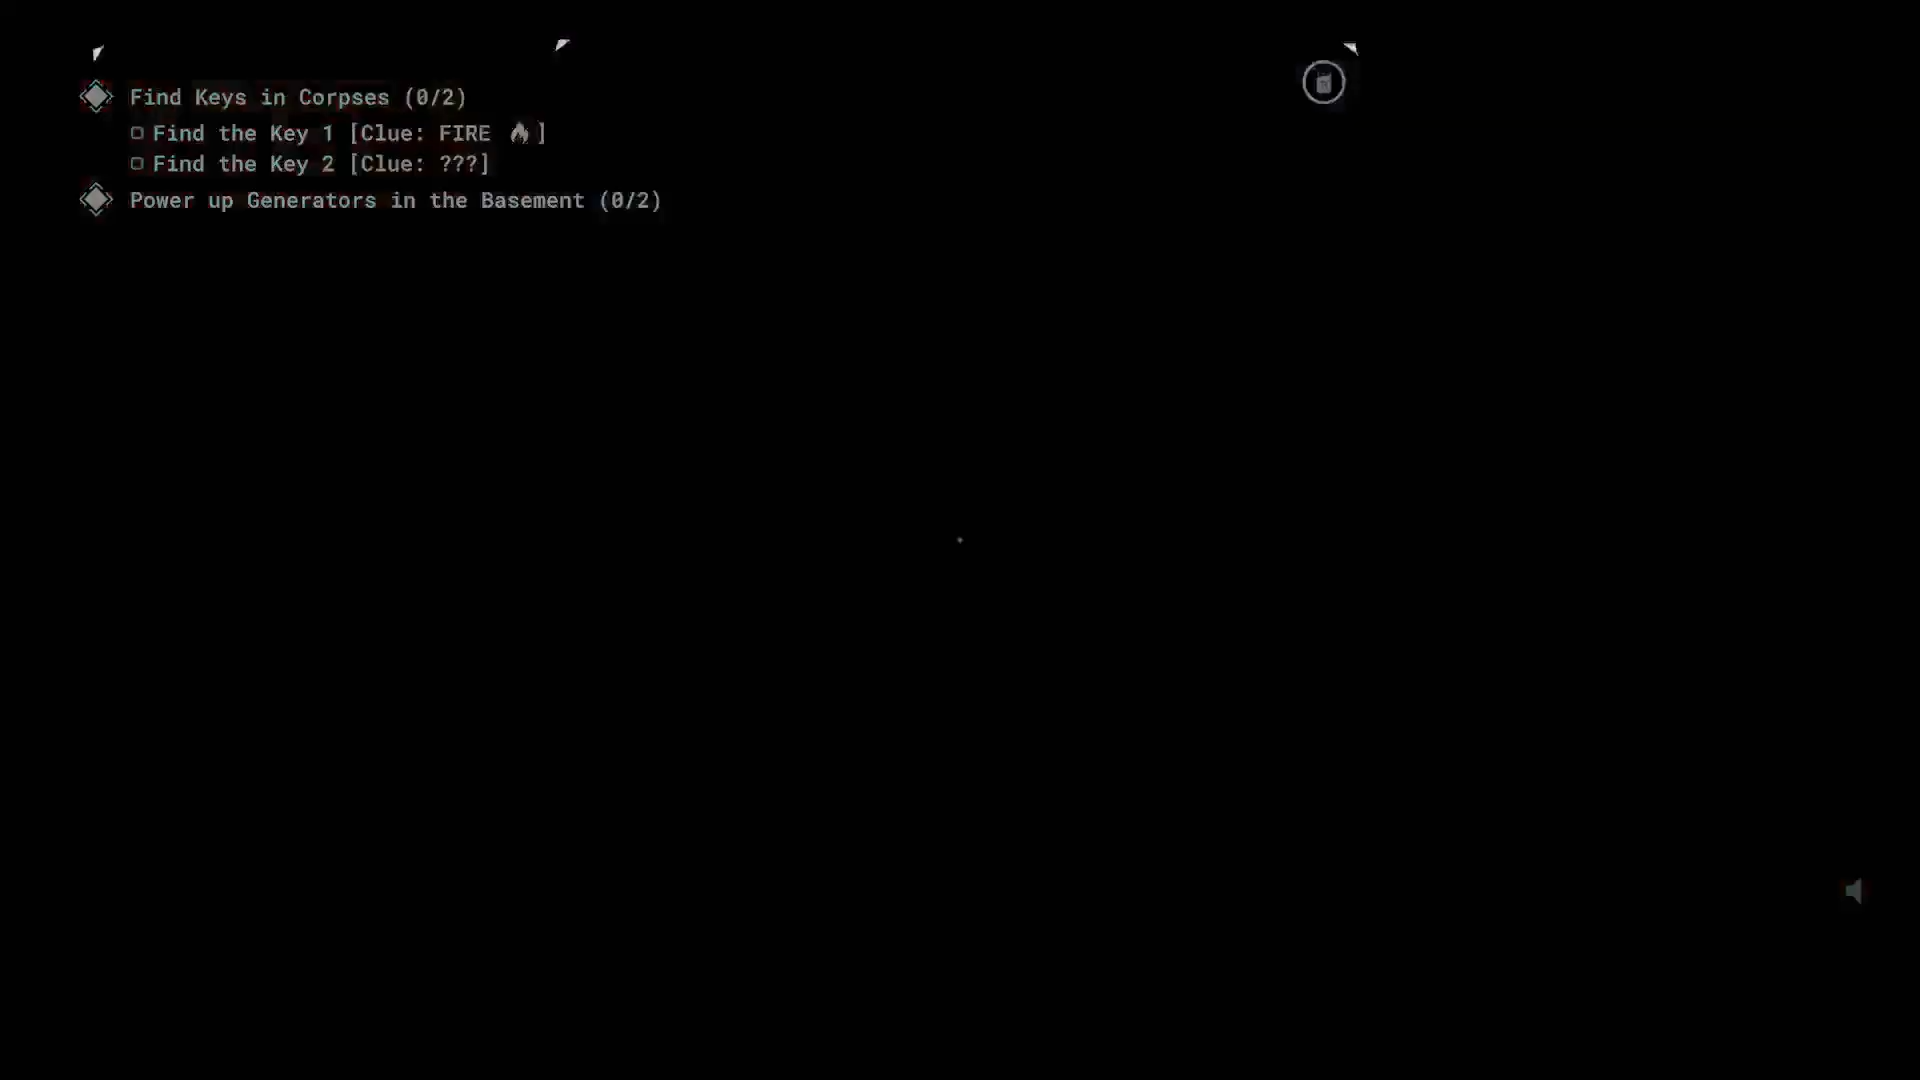 Find Keys in Corpses (0/2)
Find the Key 1 [Clue: FIRE 🔥]
Find the Key 2 [Clue: ???]
Power up Generators in the Basement (0/2)